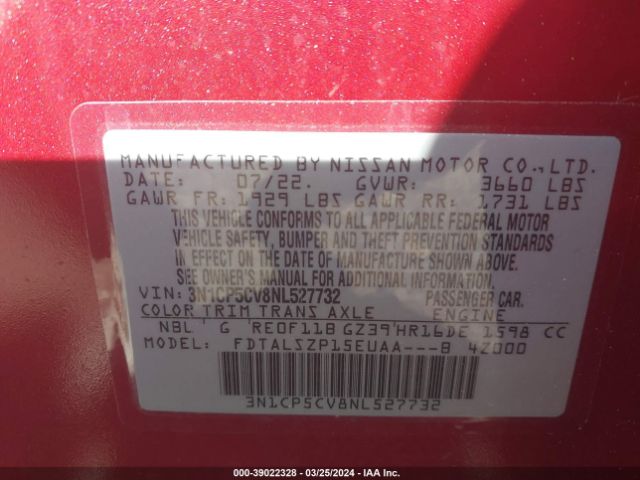 MANUFACTURED BY NISSAN MOTOR CO.,LTD.
DATE: 07/22. GVWR: 3660 LBS
GAWR FR: 1929 LBS GAWR RR: 1731 LBS
THIS VEHICLE CONFORMS TO ALL APPLICABLE FEDERAL MOTOR
VEHICLE SAFETY, BUMPER AND THEFT PREVENTION STANDARDS
IN EFFECT ON THE DATE OF MANUFACTURE SHOWN ABOVE.
SEE OWNER'S MANUAL FOR ADDITIONAL INFORMATION.
VIN: 3N1CP5CV8NL527732 PASSENGER CAR.
COLOR TRIM TRANS AXLE ENGINE
NBL G RE0F11B GZ39 HR16DE 1598 CC
MODEL FDTALSZP15EUAA---B 4Z000
3N1CP5CV8NL527732
000-39022328 - 03/25/2024 - IAA Inc.